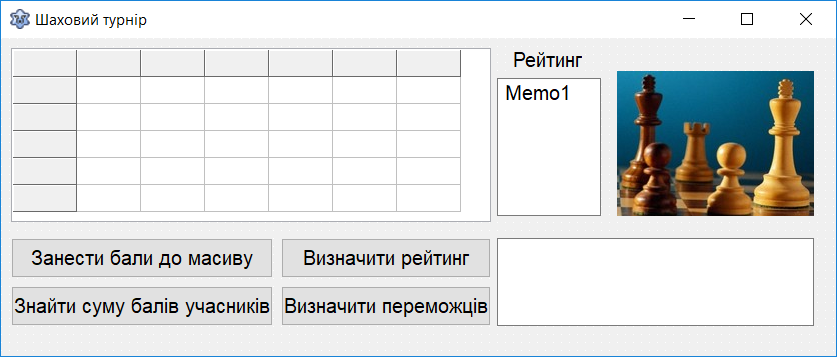 Шаховий турнір
Рейтинг
Memo1
Занести бали до масиву
Визначити рейтинг
Знайти суму балів учасників
Визначити переможців